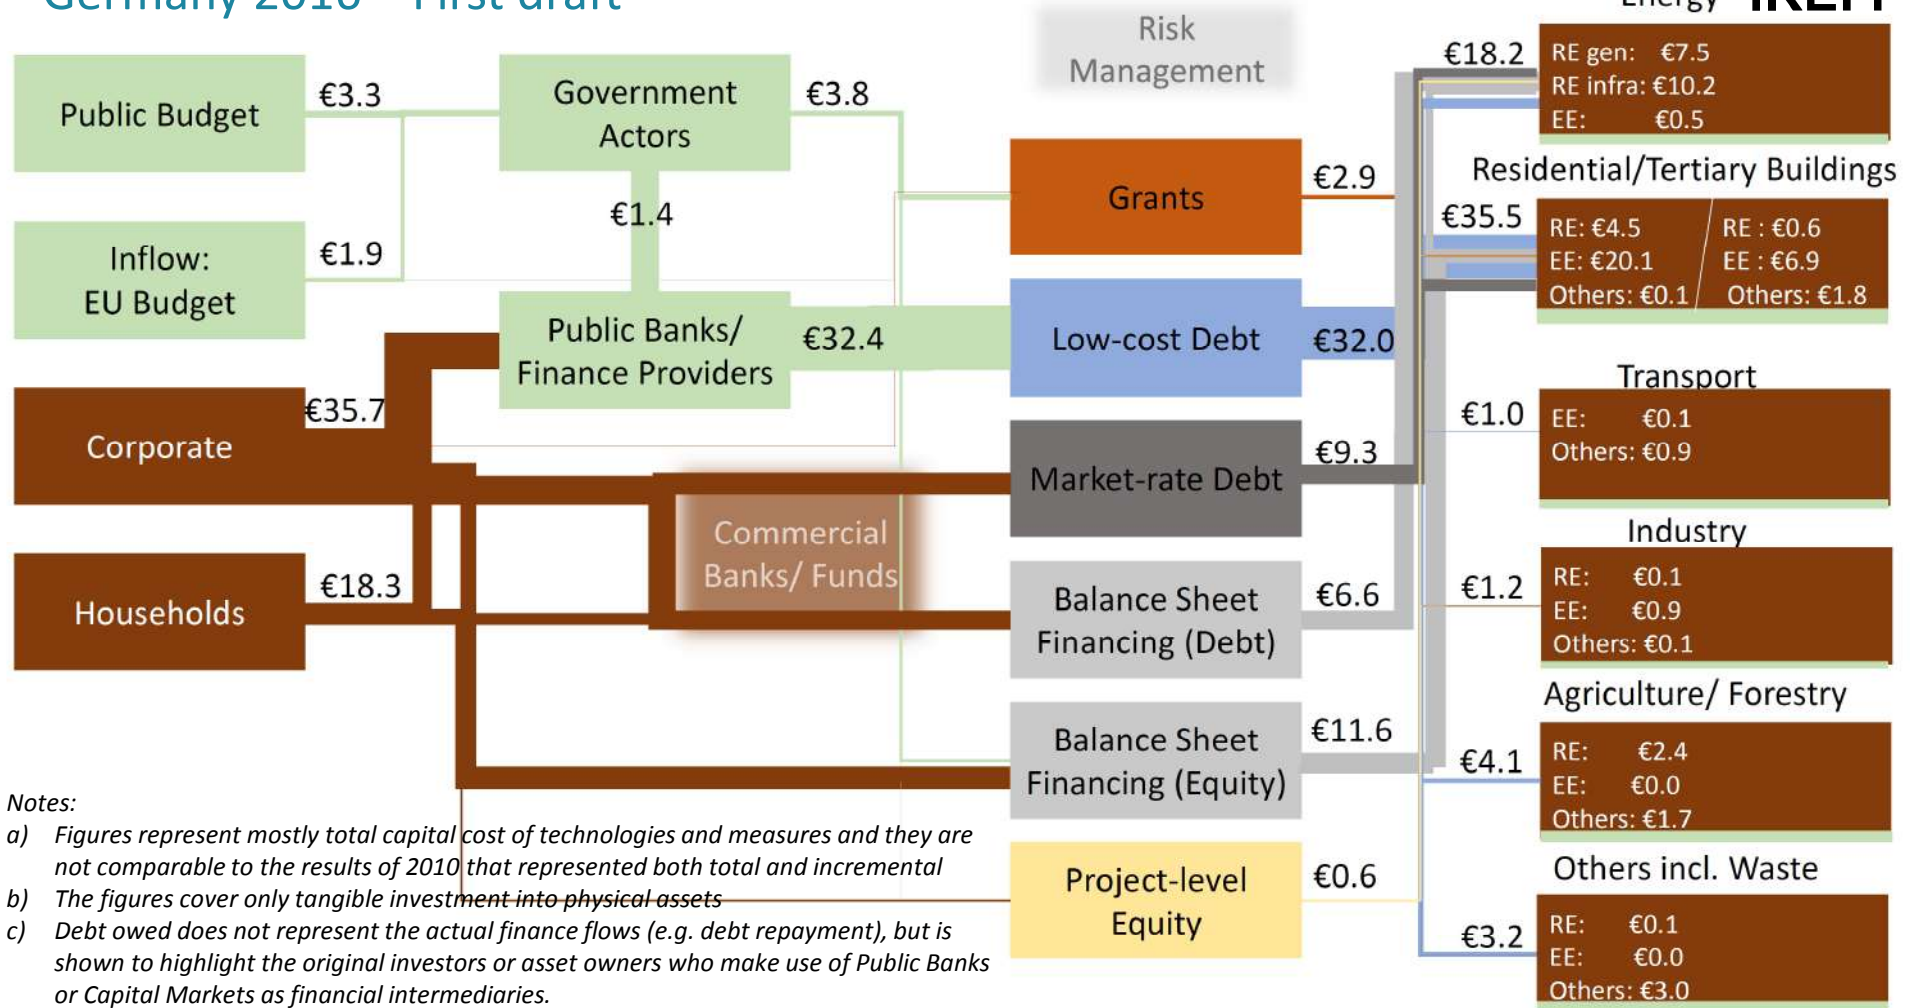 Germany 2016 – First draft
Energy
IKEM
Risk
Management
Public Budget
€3.3
Government
Actors
€3.8
€18.2
RE gen: €7.5
RE infra: €10.2
EE: €0.5
Inflow:
EU Budget
€1.9
€1.4
Grants
€2.9
Residential/Tertiary Buildings
€35.5
RE: €4.5
EE: €20.1
Others: €0.1
RE : €0.6
EE : €6.9
Others: €1.8
Public Banks/
Finance Providers
€32.4
Low-cost Debt
€32.0
Transport
€1.0
EE: €0.1
Others: €0.9
Corporate
€35.7
Market-rate Debt
€9.3
Commercial
Banks/ Funds
Industry
€1.2
RE: €0.1
EE: €0.9
Others: €0.1
Households
€18.3
Balance Sheet
Financing (Debt)
€6.6
Agriculture/ Forestry
€4.1
RE: €2.4
EE: €0.0
Others: €1.7
Balance Sheet
Financing (Equity)
€11.6
Project-level
Equity
€0.6
Others incl. Waste
€3.2
RE: €0.1
EE: €0.0
Others: €3.0
Notes:
a) Figures represent mostly total capital cost of technologies and measures and they are
not comparable to the results of 2010 that represented both total and incremental
b) The figures cover only tangible investment into physical assets
c) Debt owed does not represent the actual finance flows (e.g. debt repayment), but is
shown to highlight the original investors or asset owners who make use of Public Banks
or Capital Markets as financial intermediaries.